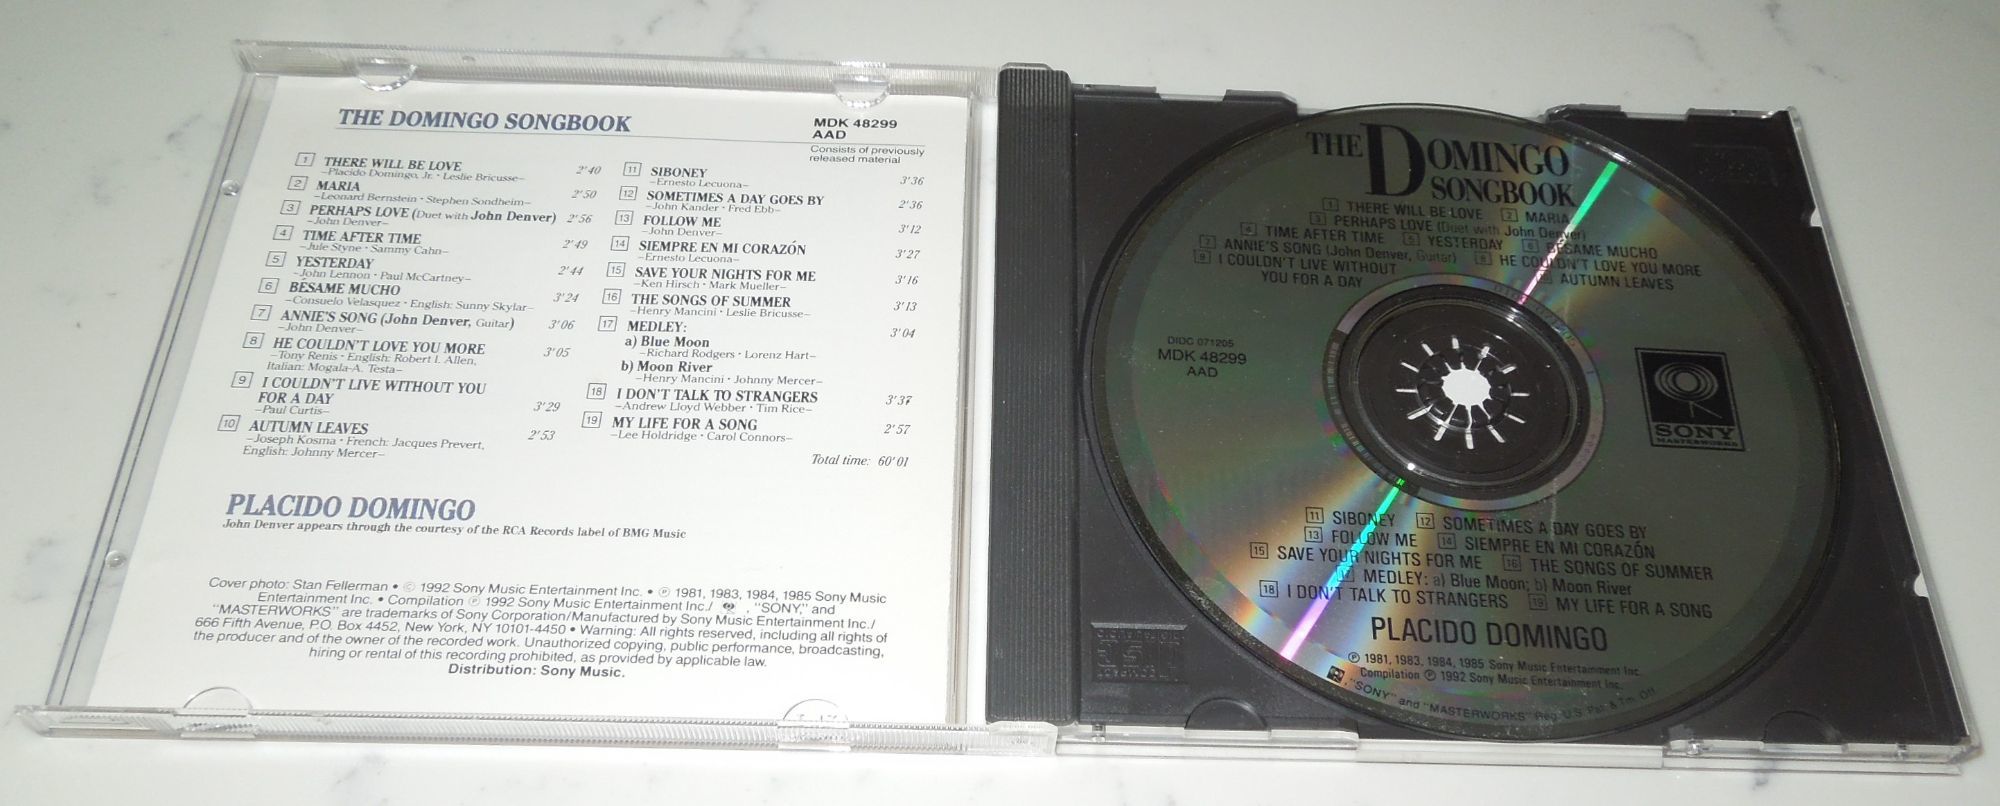 THE DOMINGO SONGBOOK
MDK 48299
AAD
Consists of previously
released material
1 THERE WILL BE LOVE 2'40
–Placido Domingo, Jr. • Leslie Bricusse–
2 MARIA 2'50
–Leonard Bernstein • Stephen Sondheim–
3 PERHAPS LOVE (Duet with John Denver) 2'56
–John Denver–
4 TIME AFTER TIME 2'49
–Jule Styne • Sammy Cahn–
5 YESTERDAY 2'44
–John Lennon • Paul McCartney–
6 BÉSAME MUCHO 3'24
–Consuelo Velasquez • English: Sunny Skylar–
7 ANNIE'S SONG (John Denver, Guitar) 3'06
–John Denver–
8 HE COULDN'T LOVE YOU MORE 3'05
–Tony Renis • English: Robert I. Allen,
Italian: Mogala-A. Testa–
9 I COULDN'T LIVE WITHOUT YOU
FOR A DAY 3'29
–Paul Curtis–
10 AUTUMN LEAVES 2'53
–Joseph Kosma • French: Jacques Prevert,
English: Johnny Mercer–
11 SIBONEY 3'36
–Ernesto Lecuona–
12 SOMETIMES A DAY GOES BY 2'36
–John Kander • Fred Ebb–
13 FOLLOW ME 3'12
–John Denver–
14 SIEMPRE EN MI CORAZÓN 3'27
–Ernesto Lecuona–
15 SAVE YOUR NIGHTS FOR ME 3'16
–Ken Hirsch • Mark Mueller–
16 THE SONGS OF SUMMER 3'13
–Henry Mancini • Leslie Bricusse–
17 MEDLEY: 3'04
a) Blue Moon
–Richard Rodgers • Lorenz Hart–
b) Moon River
–Henry Mancini • Johnny Mercer–
18 I DON'T TALK TO STRANGERS 3'37
–Andrew Lloyd Webber • Tim Rice–
19 MY LIFE FOR A SONG 2'57
–Lee Holdridge • Carol Connors–
Total time: 60'01
PLACIDO DOMINGO
John Denver appears through the courtesy of the RCA Records label of BMG Music
Cover photo: Stan Fellerman • © 1992 Sony Music Entertainment Inc. • ℗ 1981, 1983, 1984, 1985 Sony Music
Entertainment Inc. • Compilation ℗ 1992 Sony Music Entertainment Inc./ , "SONY," and
"MASTERWORKS" are trademarks of Sony Corporation/Manufactured by Sony Music Entertainment Inc./
666 Fifth Avenue, P.O. Box 4452, New York, NY 10101-4450 • Warning: All rights reserved, including all rights of
the producer and of the owner of the recorded work. Unauthorized copying, public performance, broadcasting,
hiring or rental of this recording prohibited, as provided by applicable law.
Distribution: Sony Music.
THE DOMINGO
SONGBOOK
1 THERE WILL BE LOVE 2 MARIA
3 PERHAPS LOVE (Duet with John Denver)
4 TIME AFTER TIME 5 YESTERDAY 6 BÉSAME MUCHO
7 ANNIE'S SONG (John Denver, Guitar) 8 HE COULDN'T LOVE YOU MORE
9 I COULDN'T LIVE WITHOUT
YOU FOR A DAY 10 AUTUMN LEAVES
DIDC 071205
MDK 48299
AAD
SONY
MASTERWORKS
11 SIBONEY 12 SOMETIMES A DAY GOES BY
13 FOLLOW ME 14 SIEMPRE EN MI CORAZÓN
15 SAVE YOUR NIGHTS FOR ME 16 THE SONGS OF SUMMER
17 MEDLEY: a) Blue Moon; b) Moon River
18 I DON'T TALK TO STRANGERS 19 MY LIFE FOR A SONG
PLACIDO DOMINGO
℗ 1981, 1983, 1984, 1985 Sony Music Entertainment Inc.
Compilation ℗ 1992 Sony Music Entertainment Inc.
, "SONY" and "MASTERWORKS" Reg. U.S. Pat. & Tm. Off.